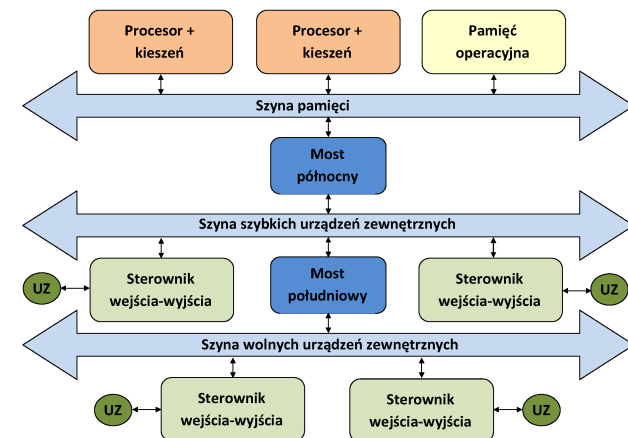 Procesor +
kieszeń
Procesor +
kieszeń
Pamięć
operacyjna
Szyna pamięci
Most
północny
Szyna szybkich urządzeń zewnętrznych
UZ
Sterownik
wejścia-wyjścia
Most
południowy
Sterownik
wejścia-wyjścia
UZ
Szyna wolnych urządzeń zewnętrznych
UZ
Sterownik
wejścia-wyjścia
Sterownik
wejścia-wyjścia
UZ